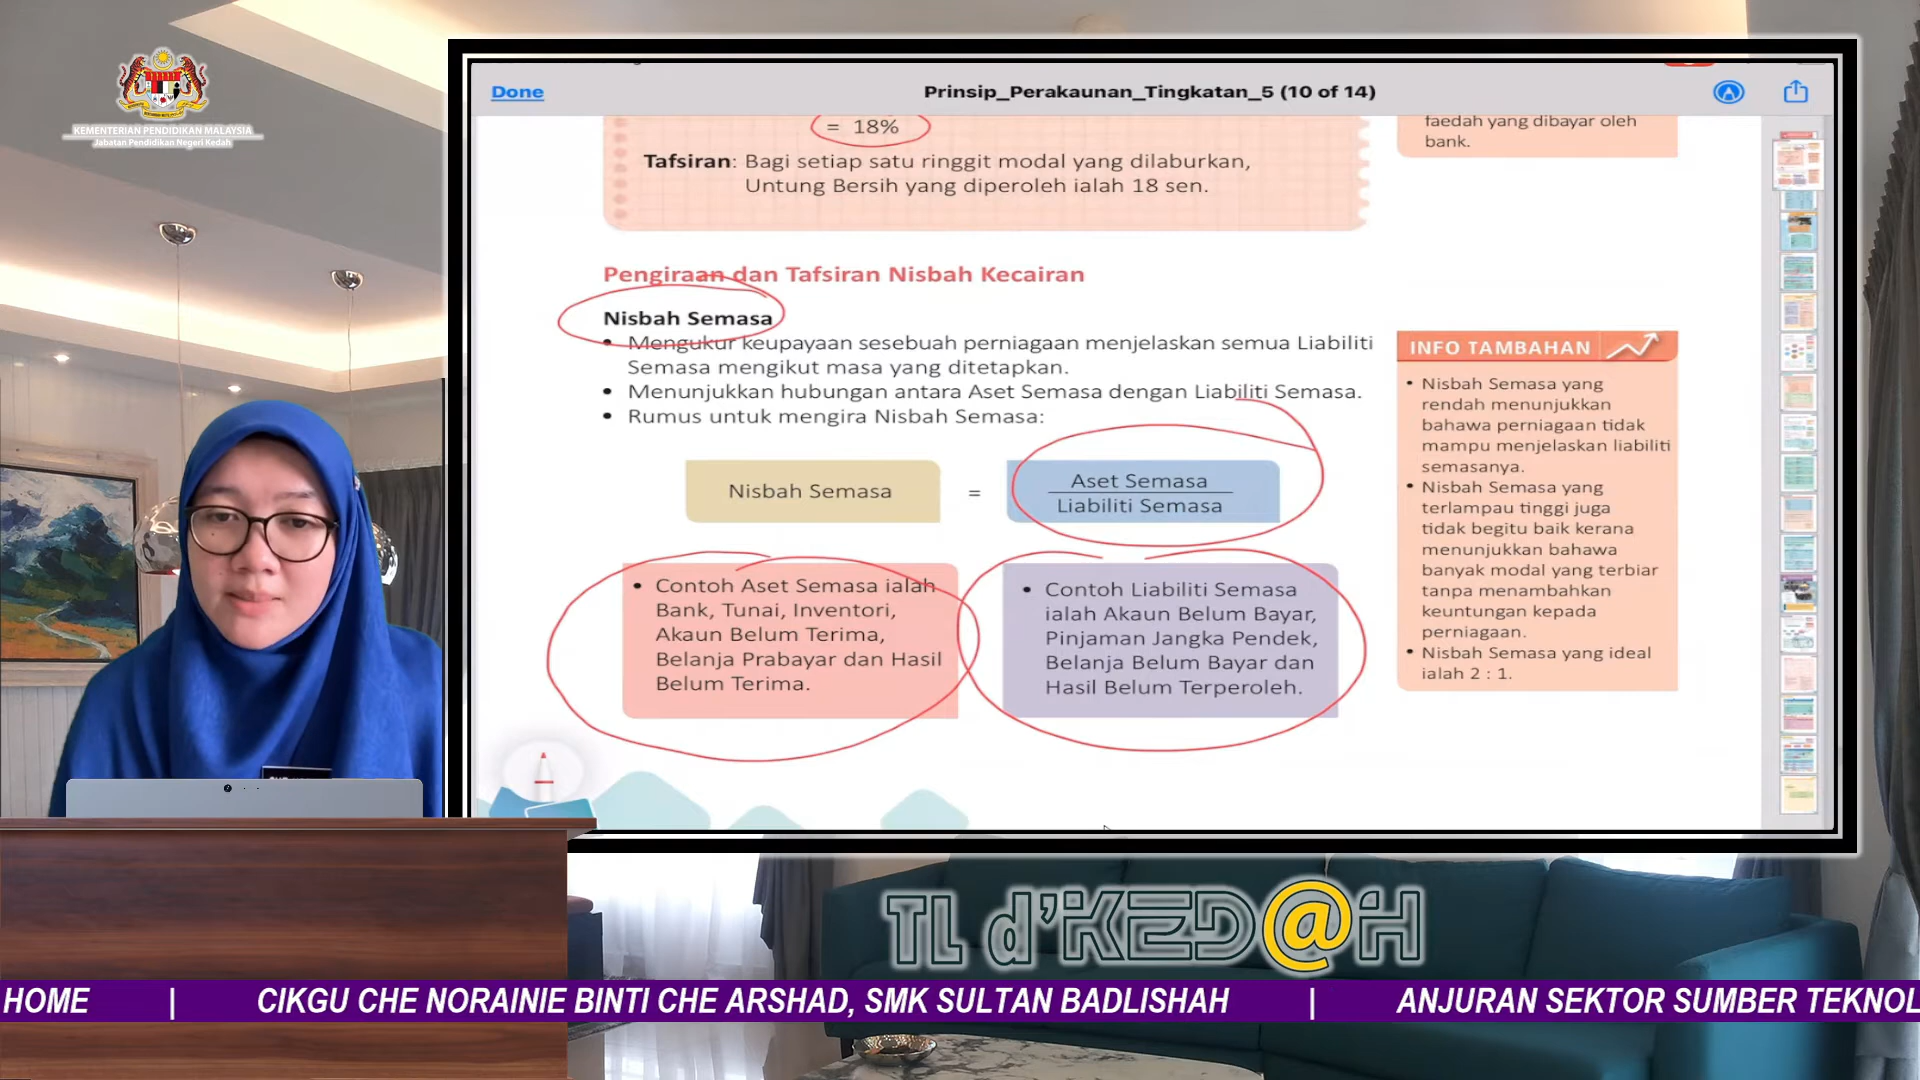 KEMENTERIAN PENDIDIKAN MALAYSIA
Jabatan Pendidikan Negeri Kedah
Done
Prinsip_Perakaunan_Tingkatan_5 (10 of 14)
= 18%
Tafsiran: Bagi setiap satu ringgit modal yang dilaburkan,
Untung Bersih yang diperoleh ialah 18 sen.
faedah yang dibayar oleh
bank.
Pengiraan dan Tafsiran Nisbah Kecairan
Nisbah Semasa
• Mengukur keupayaan sesebuah perniagaan menjelaskan semua Liabiliti
Semasa mengikut masa yang ditetapkan.
• Menunjukkan hubungan antara Aset Semasa dengan Liabiliti Semasa.
• Rumus untuk mengira Nisbah Semasa:
Nisbah Semasa
=
Aset Semasa
Liabiliti Semasa
• Contoh Aset Semasa ialah
Bank, Tunai, Inventori,
Akaun Belum Terima,
Belanja Prabayar dan Hasil
Belum Terima.
• Contoh Liabiliti Semasa
ialah Akaun Belum Bayar,
Pinjaman Jangka Pendek,
Belanja Belum Bayar dan
Hasil Belum Terperoleh.
INFO TAMBAHAN
• Nisbah Semasa yang
rendah menunjukkan
bahawa perniagaan tidak
mampu menjelaskan liabiliti
semasanya.
• Nisbah Semasa yang
terlampau tinggi juga
tidak begitu baik kerana
menunjukkan bahawa
banyak modal yang terbiar
tanpa menambahkan
keuntungan kepada
perniagaan.
• Nisbah Semasa yang ideal
ialah 2 : 1.
TL d'KED@H
HOME | CIKGU CHE NORAINIE BINTI CHE ARSHAD, SMK SULTAN BADLISHAH | ANJURAN SEKTOR SUMBER TEKNOL